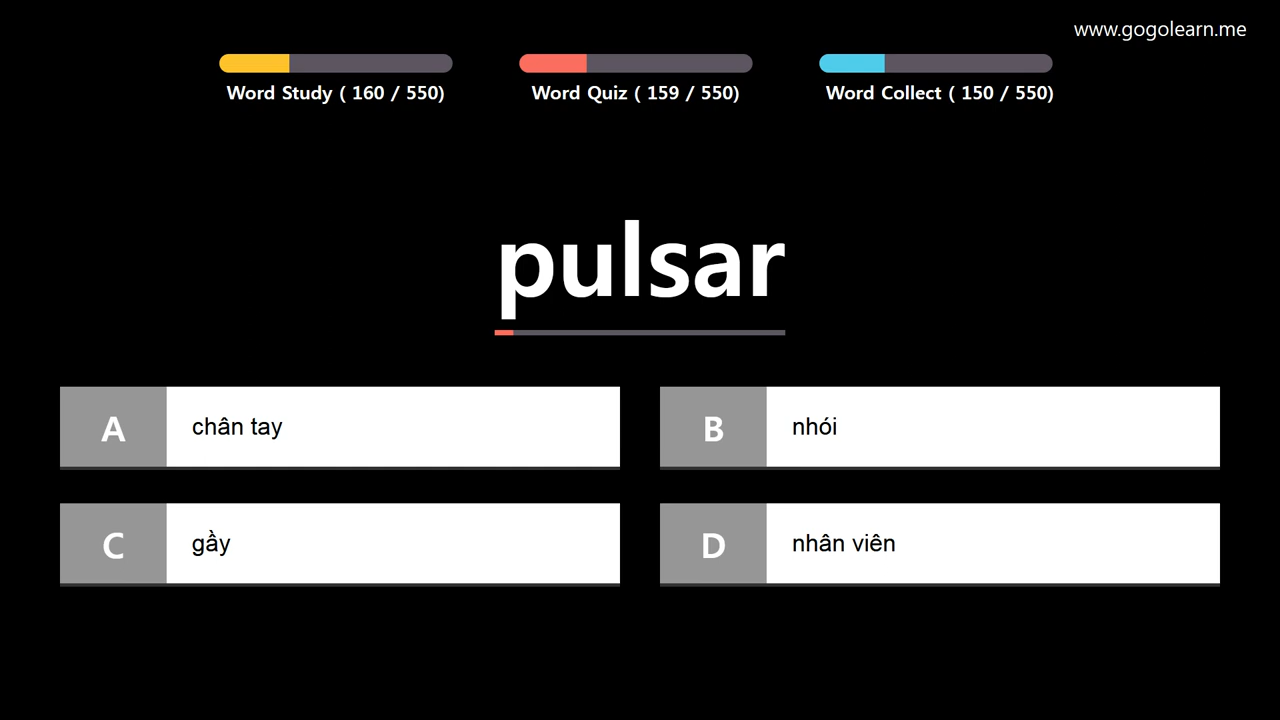 www.gogolearn.me
Word Study ( 160 / 550)
Word Quiz ( 159 / 550)
Word Collect ( 150 / 550)
pulsar
A
chân tay
B
nhói
C
gầy
D
nhân viên